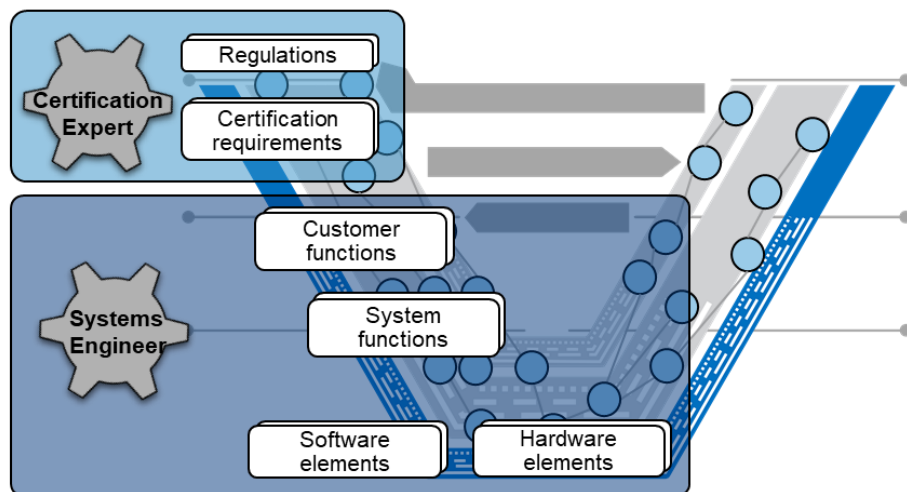 Regulations
Certification
Expert
Certification
requirements
Customer
functions
System
functions
Systems
Engineer
Software
elements
Hardware
elements